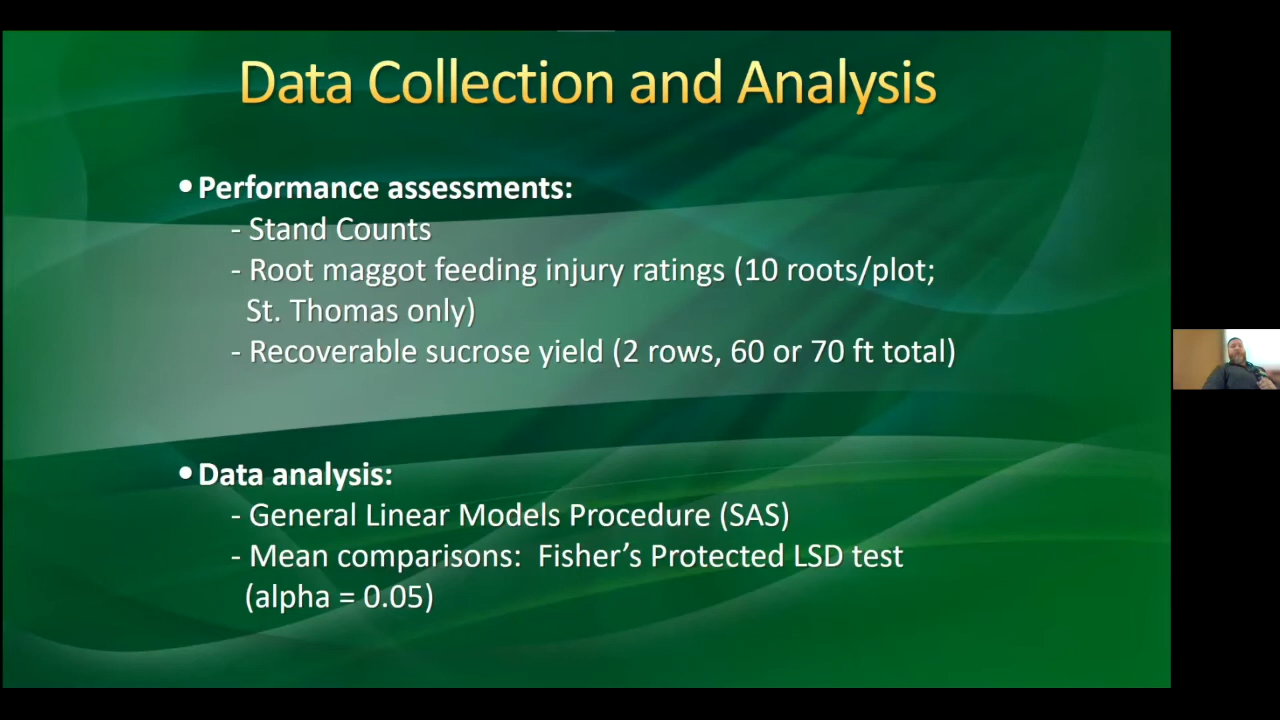 Data Collection and Analysis
• Performance assessments:
- Stand Counts
- Root maggot feeding injury ratings (10 roots/plot;
St. Thomas only)
- Recoverable sucrose yield (2 rows, 60 or 70 ft total)
• Data analysis:
- General Linear Models Procedure (SAS)
- Mean comparisons:  Fisher’s Protected LSD test
(alpha = 0.05)